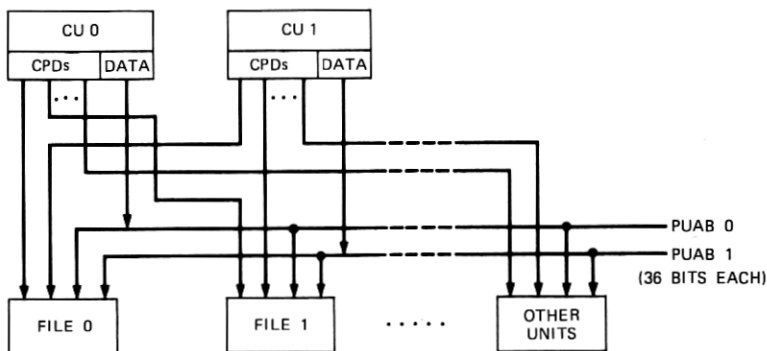 CU 0
CU 1
CPDs DATA
CPDs DATA
PUAB 0
PUAB 1
(36 BITS EACH)
FILE 0
FILE 1
OTHER
UNITS